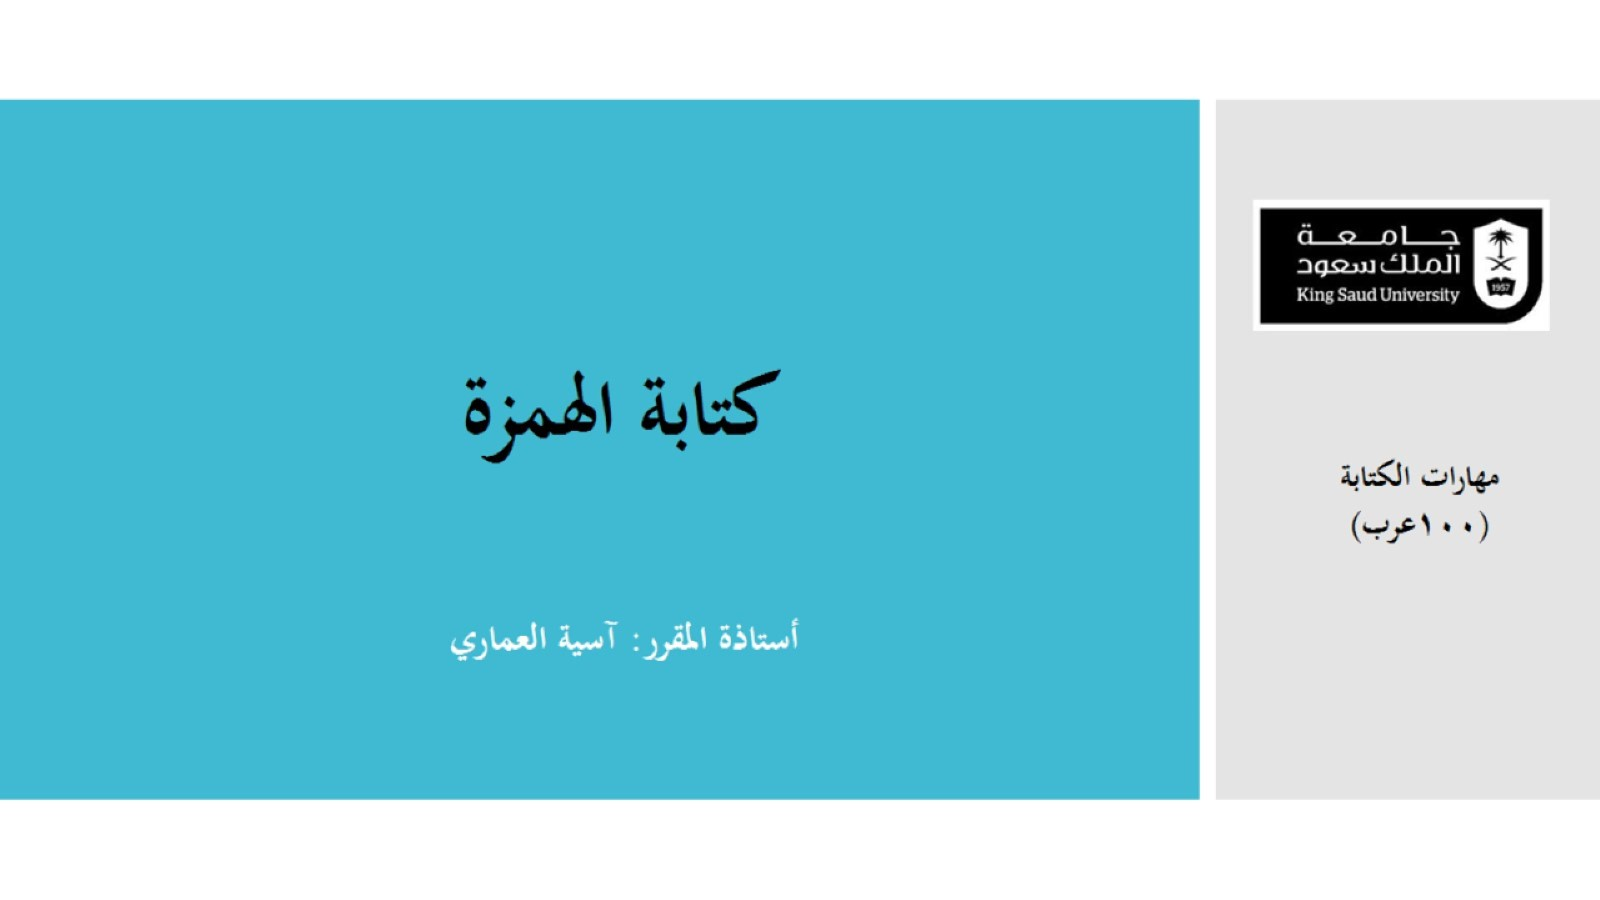 جامعة
الملك سعود
King Saud University
1957
مهارات الكتابة
(١٠٠عرب)
كتابة الهمزة
أستاذة المقرر: آسية العماري